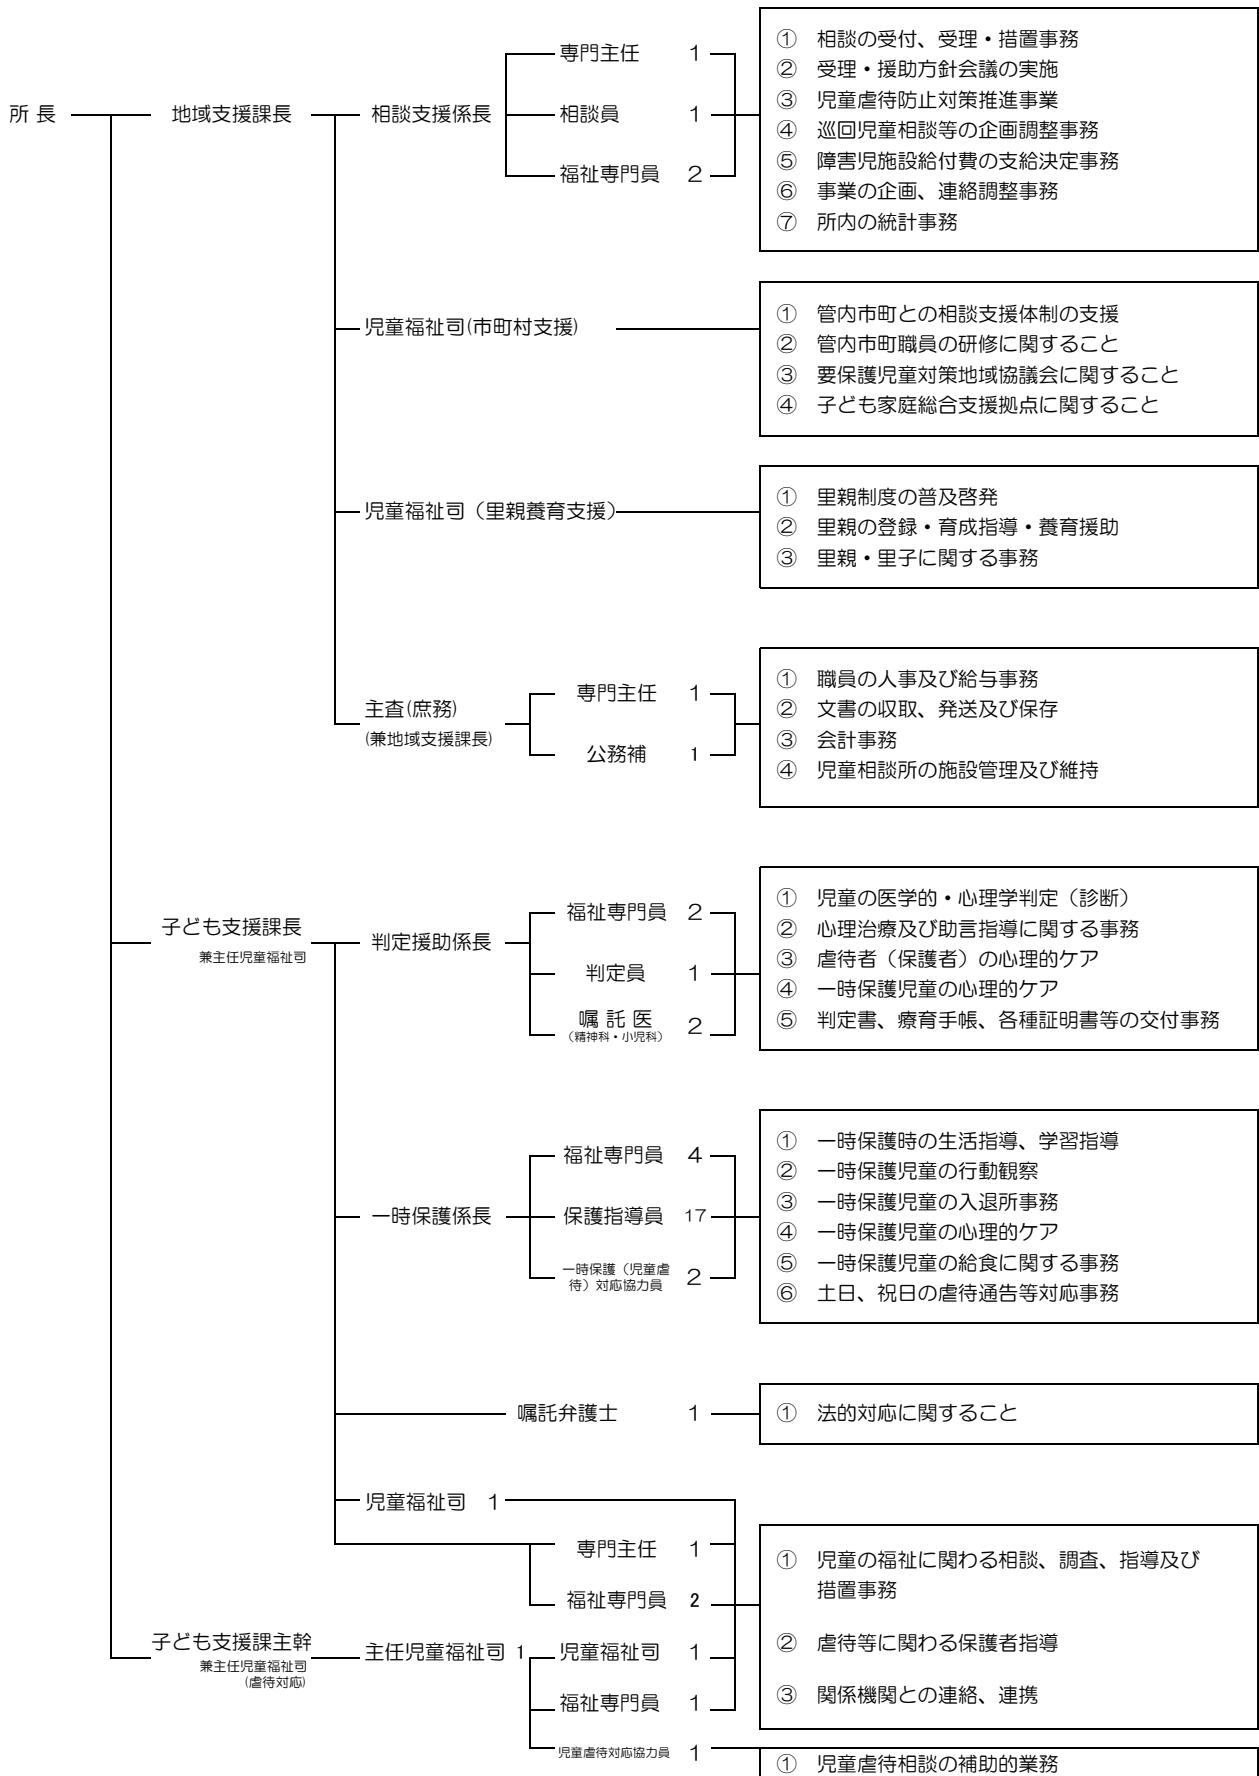 専門主任 1
所 長 地域支援課長 相談支援係長 相談員 1
福祉専門員 2
① 相談の受付、受理・措置事務
② 受理・援助方針会議の実施
③ 児童虐待防止対策推進事業
④ 巡回児童相談等の企画調整事務
⑤ 障害児施設給付費の支給決定事務
⑥ 事業の企画、連絡調整事務
⑦ 所内の統計事務
児童福祉司(市町村支援)
① 管内市町との相談支援体制の支援
② 管内市町職員の研修に関すること
③ 要保護児童対策地域協議会に関すること
④ 子ども家庭総合支援拠点に関すること
児童福祉司（里親養育支援）
① 里親制度の普及啓発
② 里親の登録・育成指導・養育援助
③ 里親・里子に関する事務
主査(庶務)
(兼地域支援課長)
専門主任 1
公務補 1
① 職員の人事及び給与事務
② 文書の収取、発送及び保存
③ 会計事務
④ 児童相談所の施設管理及び維持
子ども支援課長
兼主任児童福祉司
判定援助係長
福祉専門員 2
判定員 1
嘱 託 医 2
（精神科・小児科）
① 児童の医学的・心理学判定（診断）
② 心理治療及び助言指導に関する事務
③ 虐待者（保護者）の心理的ケア
④ 一時保護児童の心理的ケア
⑤ 判定書、療育手帳、各種証明書等の交付事務
一時保護係長
福祉専門員 4
保護指導員 17
一時保護（児童虐
待）対応協力員 2
① 一時保護時の生活指導、学習指導
② 一時保護児童の行動観察
③ 一時保護児童の入退所事務
④ 一時保護児童の心理的ケア
⑤ 一時保護児童の給食に関する事務
⑥ 土日、祝日の虐待通告等対応事務
嘱託弁護士 1
① 法的対応に関すること
児童福祉司 1
専門主任 1
福祉専門員 2
子ども支援課主幹
兼主任児童福祉司
(虐待対応)
主任児童福祉司 1
児童福祉司 1
福祉専門員 1
児童虐待対応協力員 1
① 児童の福祉に関わる相談、調査、指導及び
措置事務
② 虐待等に関わる保護者指導
③ 関係機関との連絡、連携
① 児童虐待相談の補助的業務